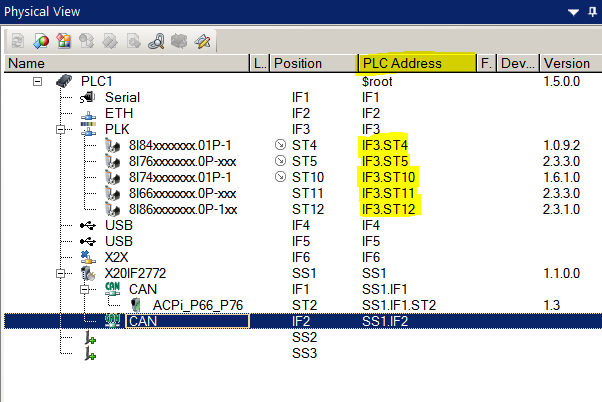 Physical View
Name L.. Position PLC Address F. Dev... Version
PLC1 $root 1.5.0.0
Serial IF1 IF1
ETH IF2 IF2
PLK IF3 IF3
8I84xxxxxxx.01P-1 ST4 IF3.ST4 1.0.9.2
8I76xxxxxxx.0P-xxx ST5 IF3.ST5 2.3.3.0
8I74xxxxxxx.01P-1 ST10 IF3.ST10 1.6.1.0
8I66xxxxxxx.0P-xxx ST11 IF3.ST11 2.3.3.0
8I86xxxxxxx.0P-1xx ST12 IF3.ST12 2.3.1.0
USB IF4 IF4
USB IF5 IF5
X2X IF6 IF6
X20IF2772 SS1 SS1 1.1.0.0
CAN IF1 SS1.IF1
ACPi_P66_P76 ST2 SS1.IF1.ST2 1.3
CAN IF2 SS1.IF2
SS2
SS3